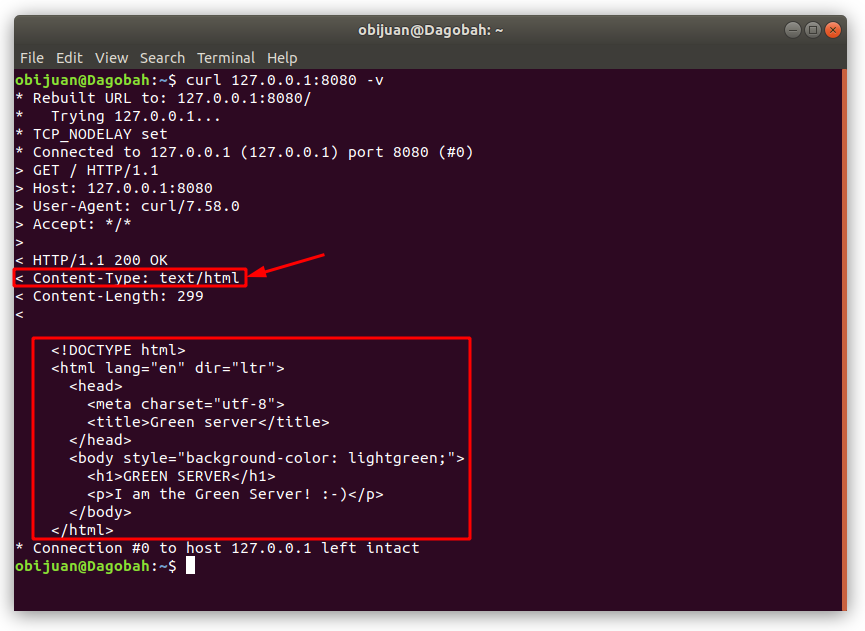 obijuan@Dagobah: ~
File Edit View Search Terminal Help
obijuan@Dagobah:~$ curl 127.0.0.1:8080 -v
* Rebuilt URL to: 127.0.0.1:8080/
*   Trying 127.0.0.1...
* TCP_NODELAY set
* Connected to 127.0.0.1 (127.0.0.1) port 8080 (#0)
> GET / HTTP/1.1
> Host: 127.0.0.1:8080
> User-Agent: curl/7.58.0
> Accept: */*
>
< HTTP/1.1 200 OK
< Content-Type: text/html
< Content-Length: 299
<
    <!DOCTYPE html>
    <html lang="en" dir="ltr">
      <head>
        <meta charset="utf-8">
        <title>Green server</title>
      </head>
      <body style="background-color: lightgreen;">
        <h1>GREEN SERVER</h1>
        <p>I am the Green Server! :-)</p>
      </body>
    </html>
* Connection #0 to host 127.0.0.1 left intact
obijuan@Dagobah:~$